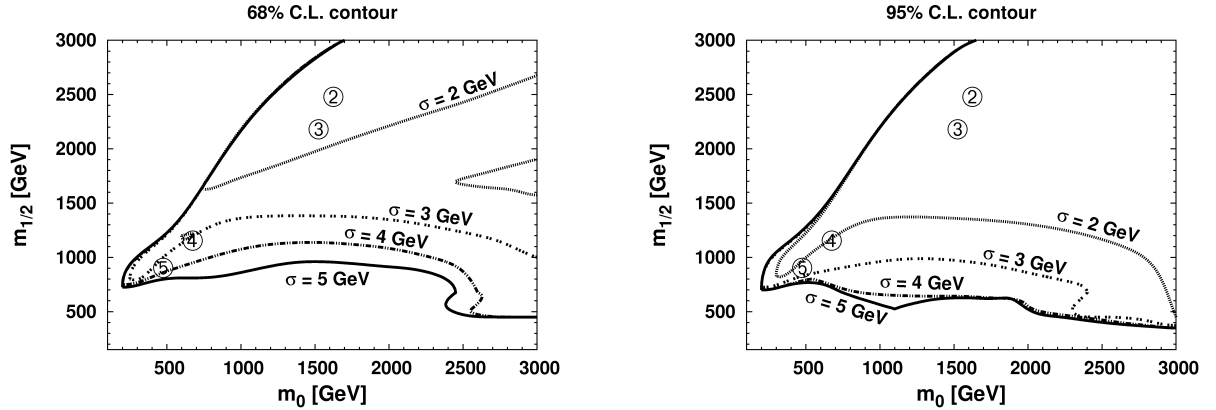 68% C.L. contour
m1/2 [GeV]
3000
2500
2000
1500
1000
500
② 
③
④
⑤
σ = 2 GeV
σ = 3 GeV
σ = 4 GeV
σ = 5 GeV
500 1000 1500 2000 2500 3000
m0 [GeV]
95% C.L. contour
m1/2 [GeV]
3000
2500
2000
1500
1000
500
②
③
④
⑤
σ = 2 GeV
σ = 3 GeV
σ = 4 GeV
σ = 5 GeV
500 1000 1500 2000 2500 3000
m0 [GeV]